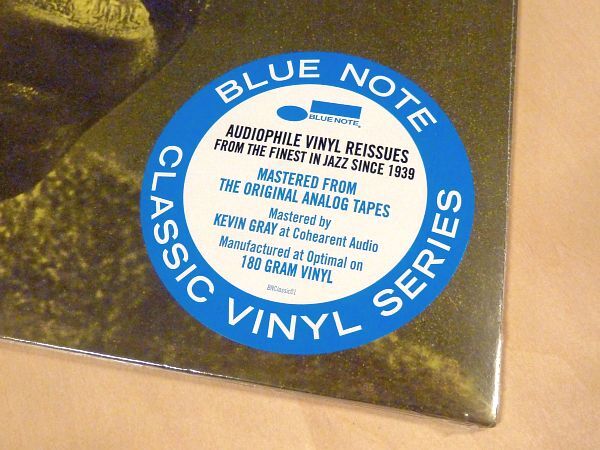 BLUE NOTE
BLUE NOTE.
AUDIOPHILE VINYL REISSUES
FROM THE FINEST IN JAZZ SINCE 1939
MASTERED FROM
THE ORIGINAL ANALOG TAPES
Mastered by
KEVIN GRAY at Cohearent Audio
Manufactured at Optimal on
180 GRAM VINYL
BNClassic01
CLASSIC VINYL SERIES